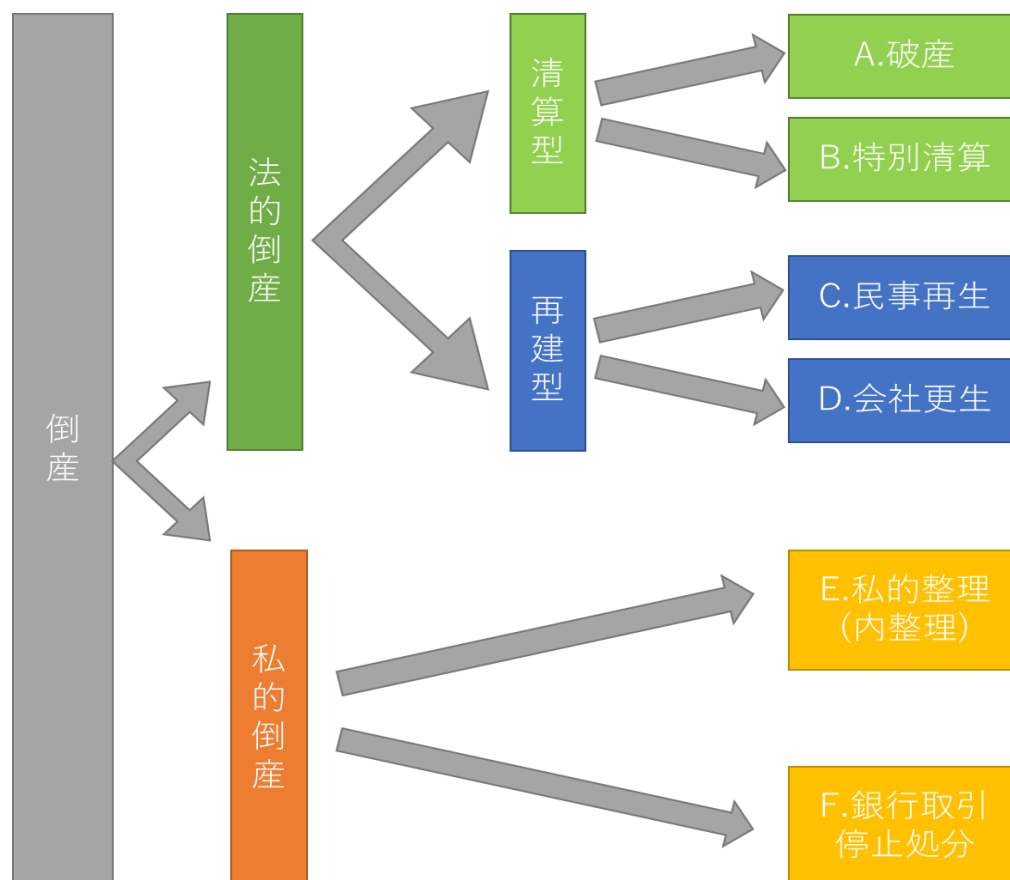 倒産
法的倒産
清算型
A.破産
B.特別清算
再建型
C.民事再生
D.会社更生
私的倒産
E.私的整理
(内整理)
F.銀行取引
停止処分